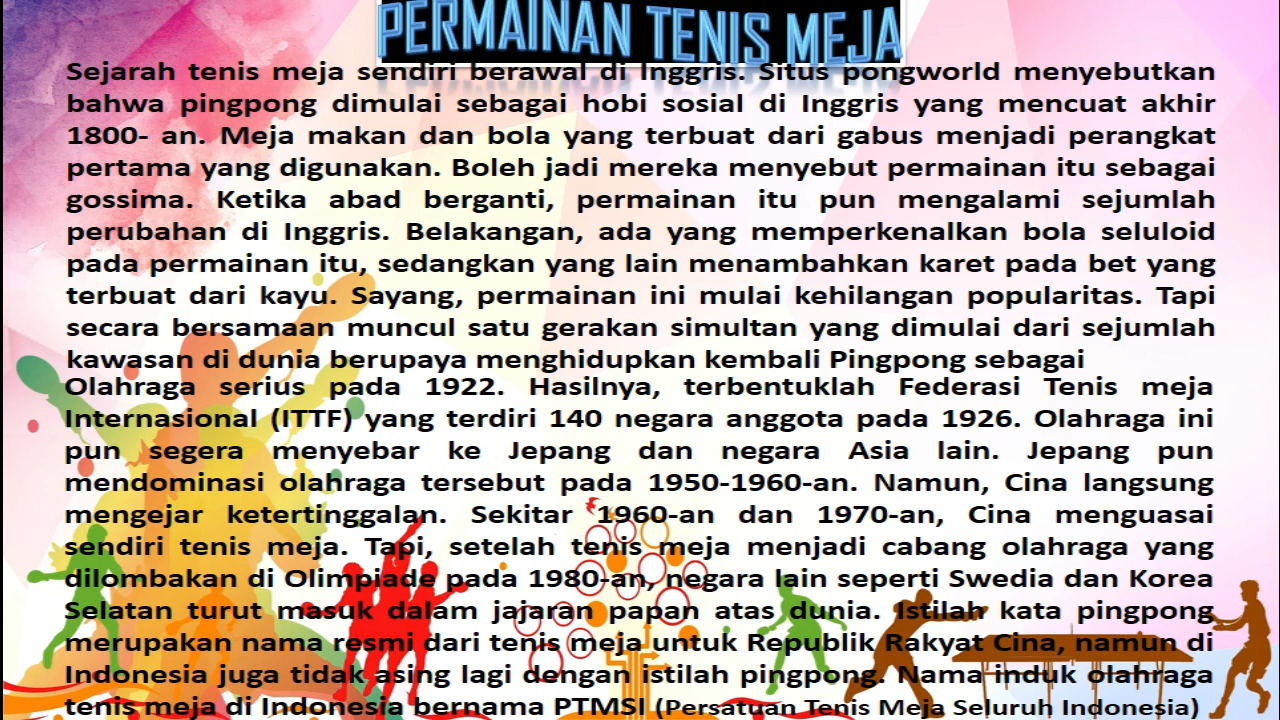 PERMAINAN TENIS MEJA
Sejarah tenis meja sendiri berawal di Inggris. Situs pongworld menyebutkan
bahwa pingpong dimulai sebagai hobi sosial di Inggris yang mencuat akhir
1800- an. Meja makan dan bola yang terbuat dari gabus menjadi perangkat
pertama yang digunakan. Boleh jadi mereka menyebut permainan itu sebagai
gossima. Ketika abad berganti, permainan itu pun mengalami sejumlah
perubahan di Inggris. Belakangan, ada yang memperkenalkan bola seluloid
pada permainan itu, sedangkan yang lain menambahkan karet pada bet yang
terbuat dari kayu. Sayang, permainan ini mulai kehilangan popularitas. Tapi
secara bersamaan muncul satu gerakan simultan yang dimulai dari sejumlah
kawasan di dunia berupaya menghidupkan kembali Pingpong sebagai
Olahraga serius pada 1922. Hasilnya, terbentuklah Federasi Tenis meja
Internasional (ITTF) yang terdiri 140 negara anggota pada 1926. Olahraga ini
pun segera menyebar ke Jepang dan negara Asia lain. Jepang pun
mendominasi olahraga tersebut pada 1950-1960-an. Namun, Cina langsung
mengejar ketertinggalan. Sekitar 1960-an dan 1970-an, Cina menguasai
sendiri tenis meja. Tapi, setelah tenis meja menjadi cabang olahraga yang
dilombakan di Olimpiade pada 1980-an, negara lain seperti Swedia dan Korea
Selatan turut masuk dalam jajaran papan atas dunia. Istilah kata pingpong
merupakan nama resmi dari tenis meja untuk Republik Rakyat Cina, namun di
Indonesia juga tidak asing lagi dengan istilah pingpong. Nama induk olahraga
tenis meja di Indonesia bernama PTMSI (Persatuan Tenis Meja Seluruh Indonesia)